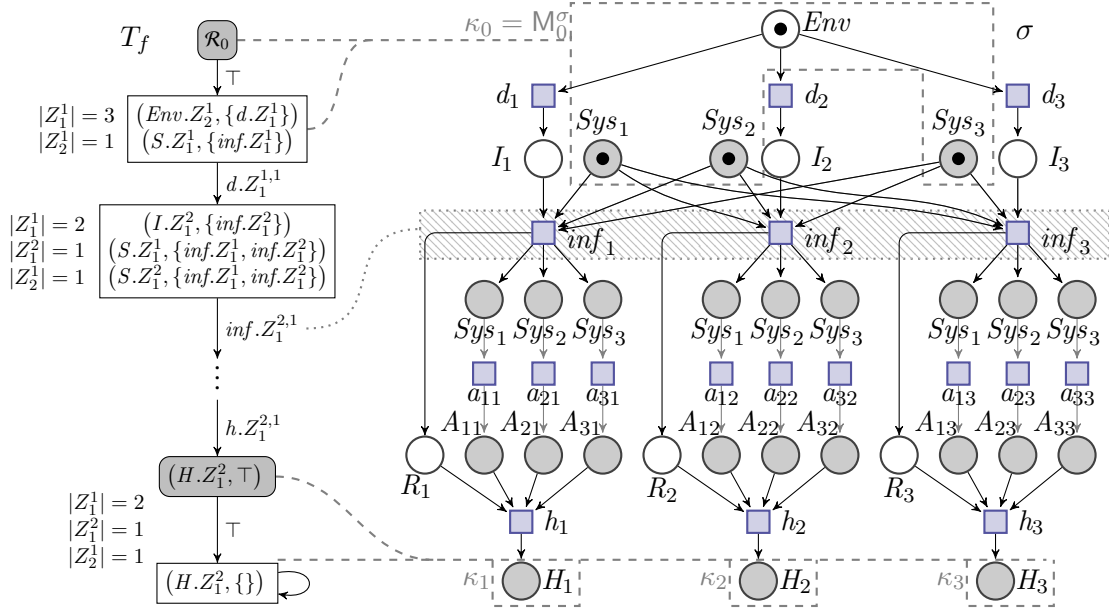 T_f
R_0
κ_0 = M_0^σ
Env
σ
⊤
|Z_1^1| = 3
|Z_2^1| = 1
(Env.Z_2^1, {d.Z_1^1})
(S.Z_1^1, {inf.Z_1^1})
d_1
d_2
d_3
Sys_1
Sys_2
Sys_3
I_1
I_2
I_3
d.Z_1^{1,1}
|Z_1^1| = 2
|Z_1^2| = 1
|Z_2^1| = 1
(I.Z_1^2, {inf.Z_1^2})
(S.Z_1^1, {inf.Z_1^1, inf.Z_1^2})
(S.Z_1^2, {inf.Z_1^1, inf.Z_1^2})
inf_1
inf_2
inf_3
inf.Z_1^{2,1}
Sys_1 Sys_2 Sys_3
Sys_1 Sys_2 Sys_3
Sys_1 Sys_2 Sys_3
⋮
a_11 a_21 a_31
a_12 a_22 a_32
a_13 a_23 a_33
h.Z_1^{2,1}
A_11 A_21 A_31
A_12 A_22 A_32
A_13 A_23 A_33
(H.Z_1^2, ⊤)
R_1
R_2
R_3
|Z_1^1| = 2
|Z_1^2| = 1
|Z_2^1| = 1
⊤
h_1
h_2
h_3
(H.Z_1^2, {})
κ_1
H_1
κ_2
H_2
κ_3
H_3